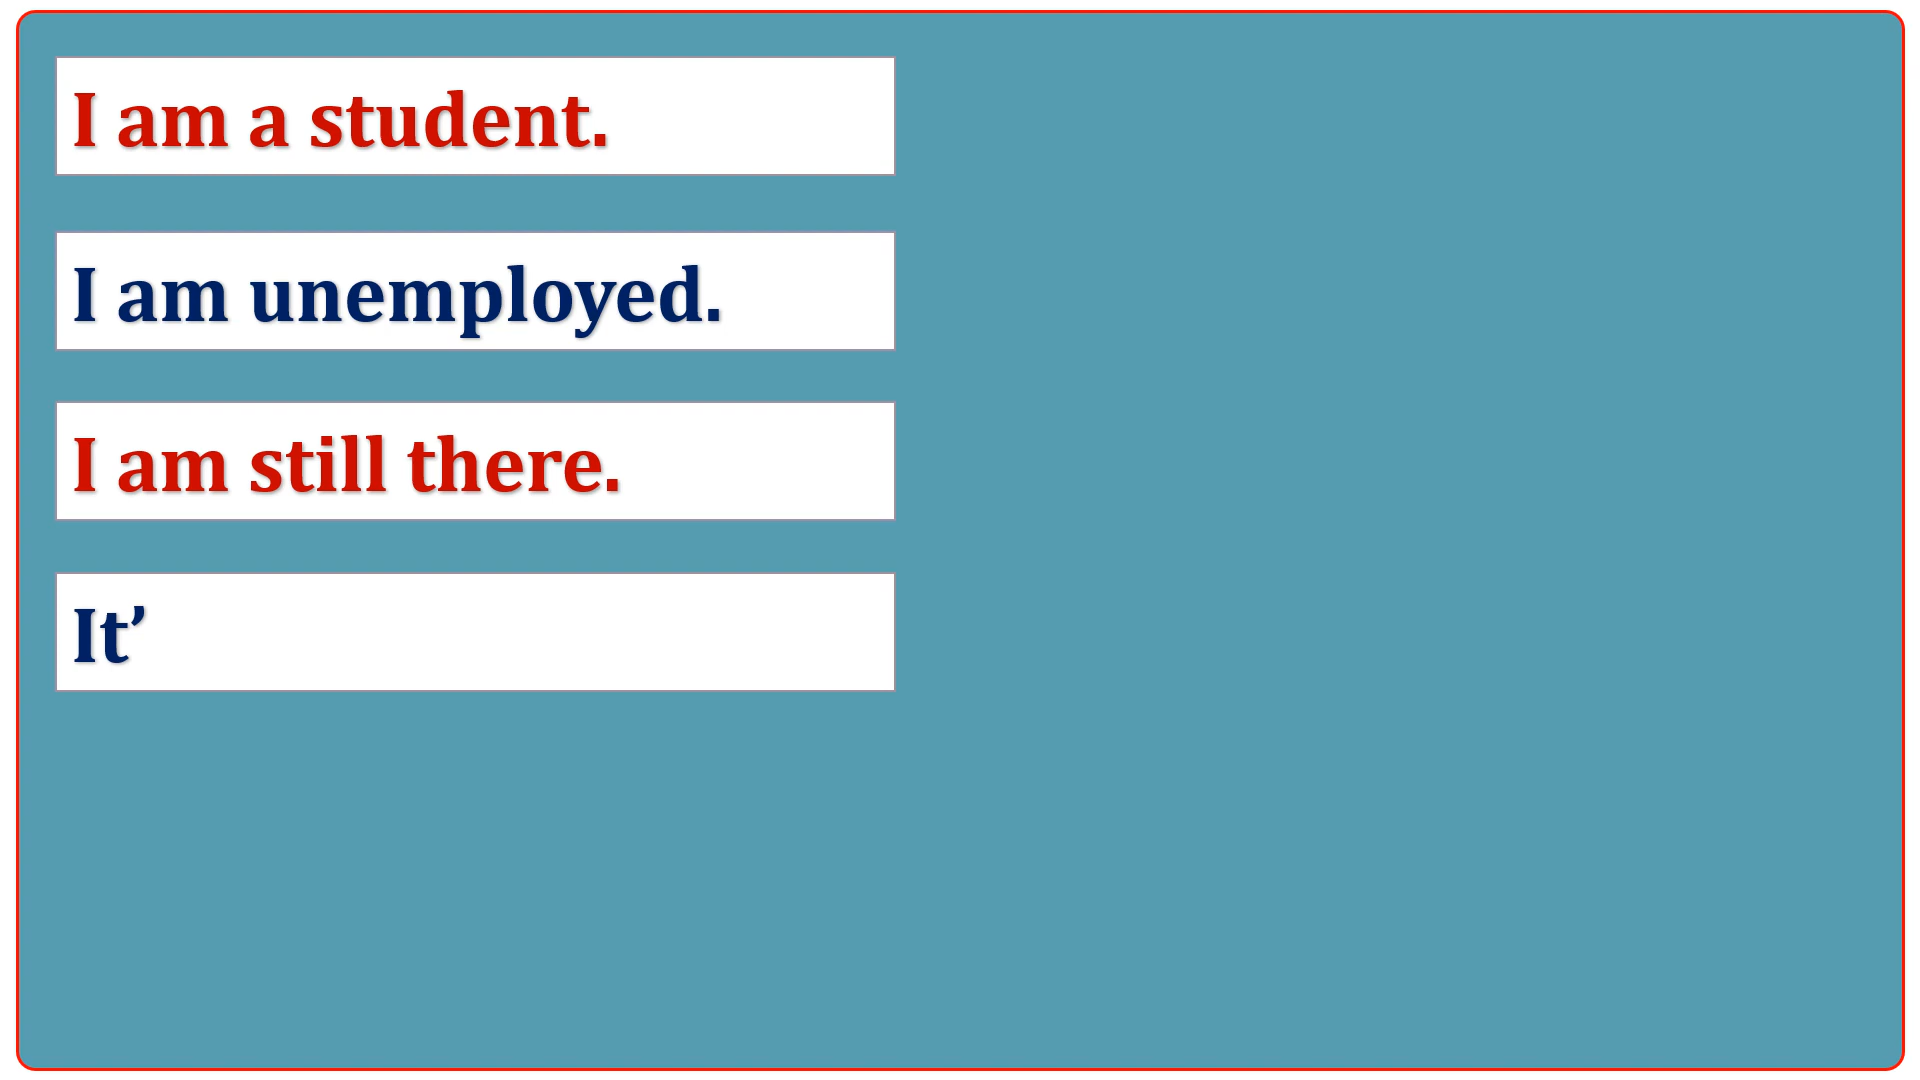 I am a student.
I am unemployed.
I am still there.
It’